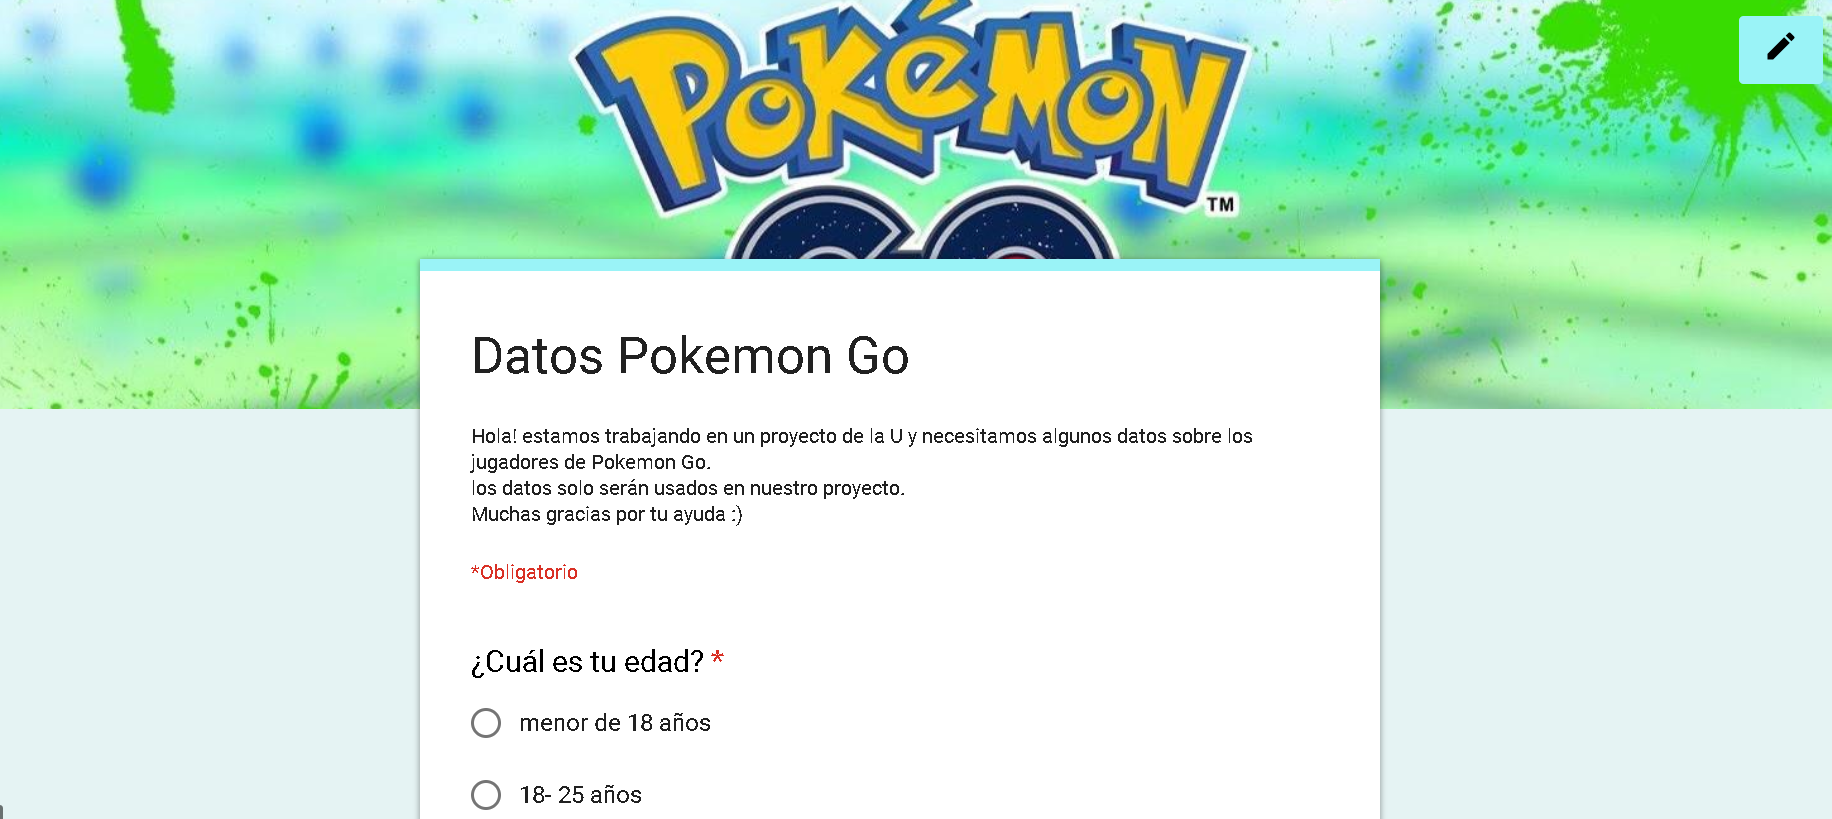 POKéMON
TM
GO
Datos Pokemon Go
Hola! estamos trabajando en un proyecto de la U y necesitamos algunos datos sobre los
jugadores de Pokemon Go.
los datos solo serán usados en nuestro proyecto.
Muchas gracias por tu ayuda :)
*Obligatorio
¿Cuál es tu edad? *
menor de 18 años
18- 25 años